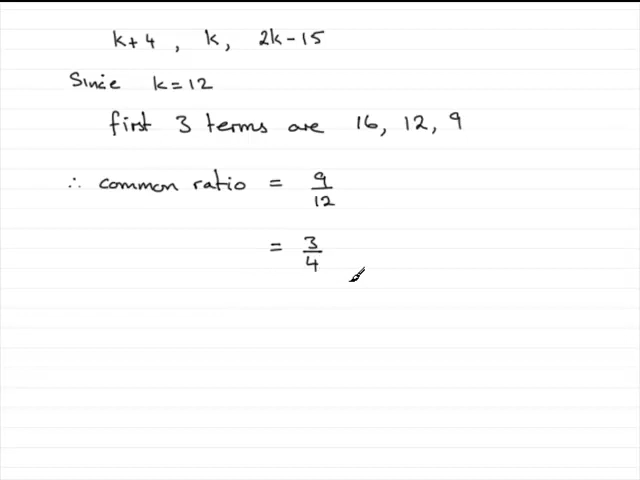 k+4, k, 2k-15
Since k=12
first 3 terms are 16, 12, 9
∴ common ratio = 9/12
= 3/4